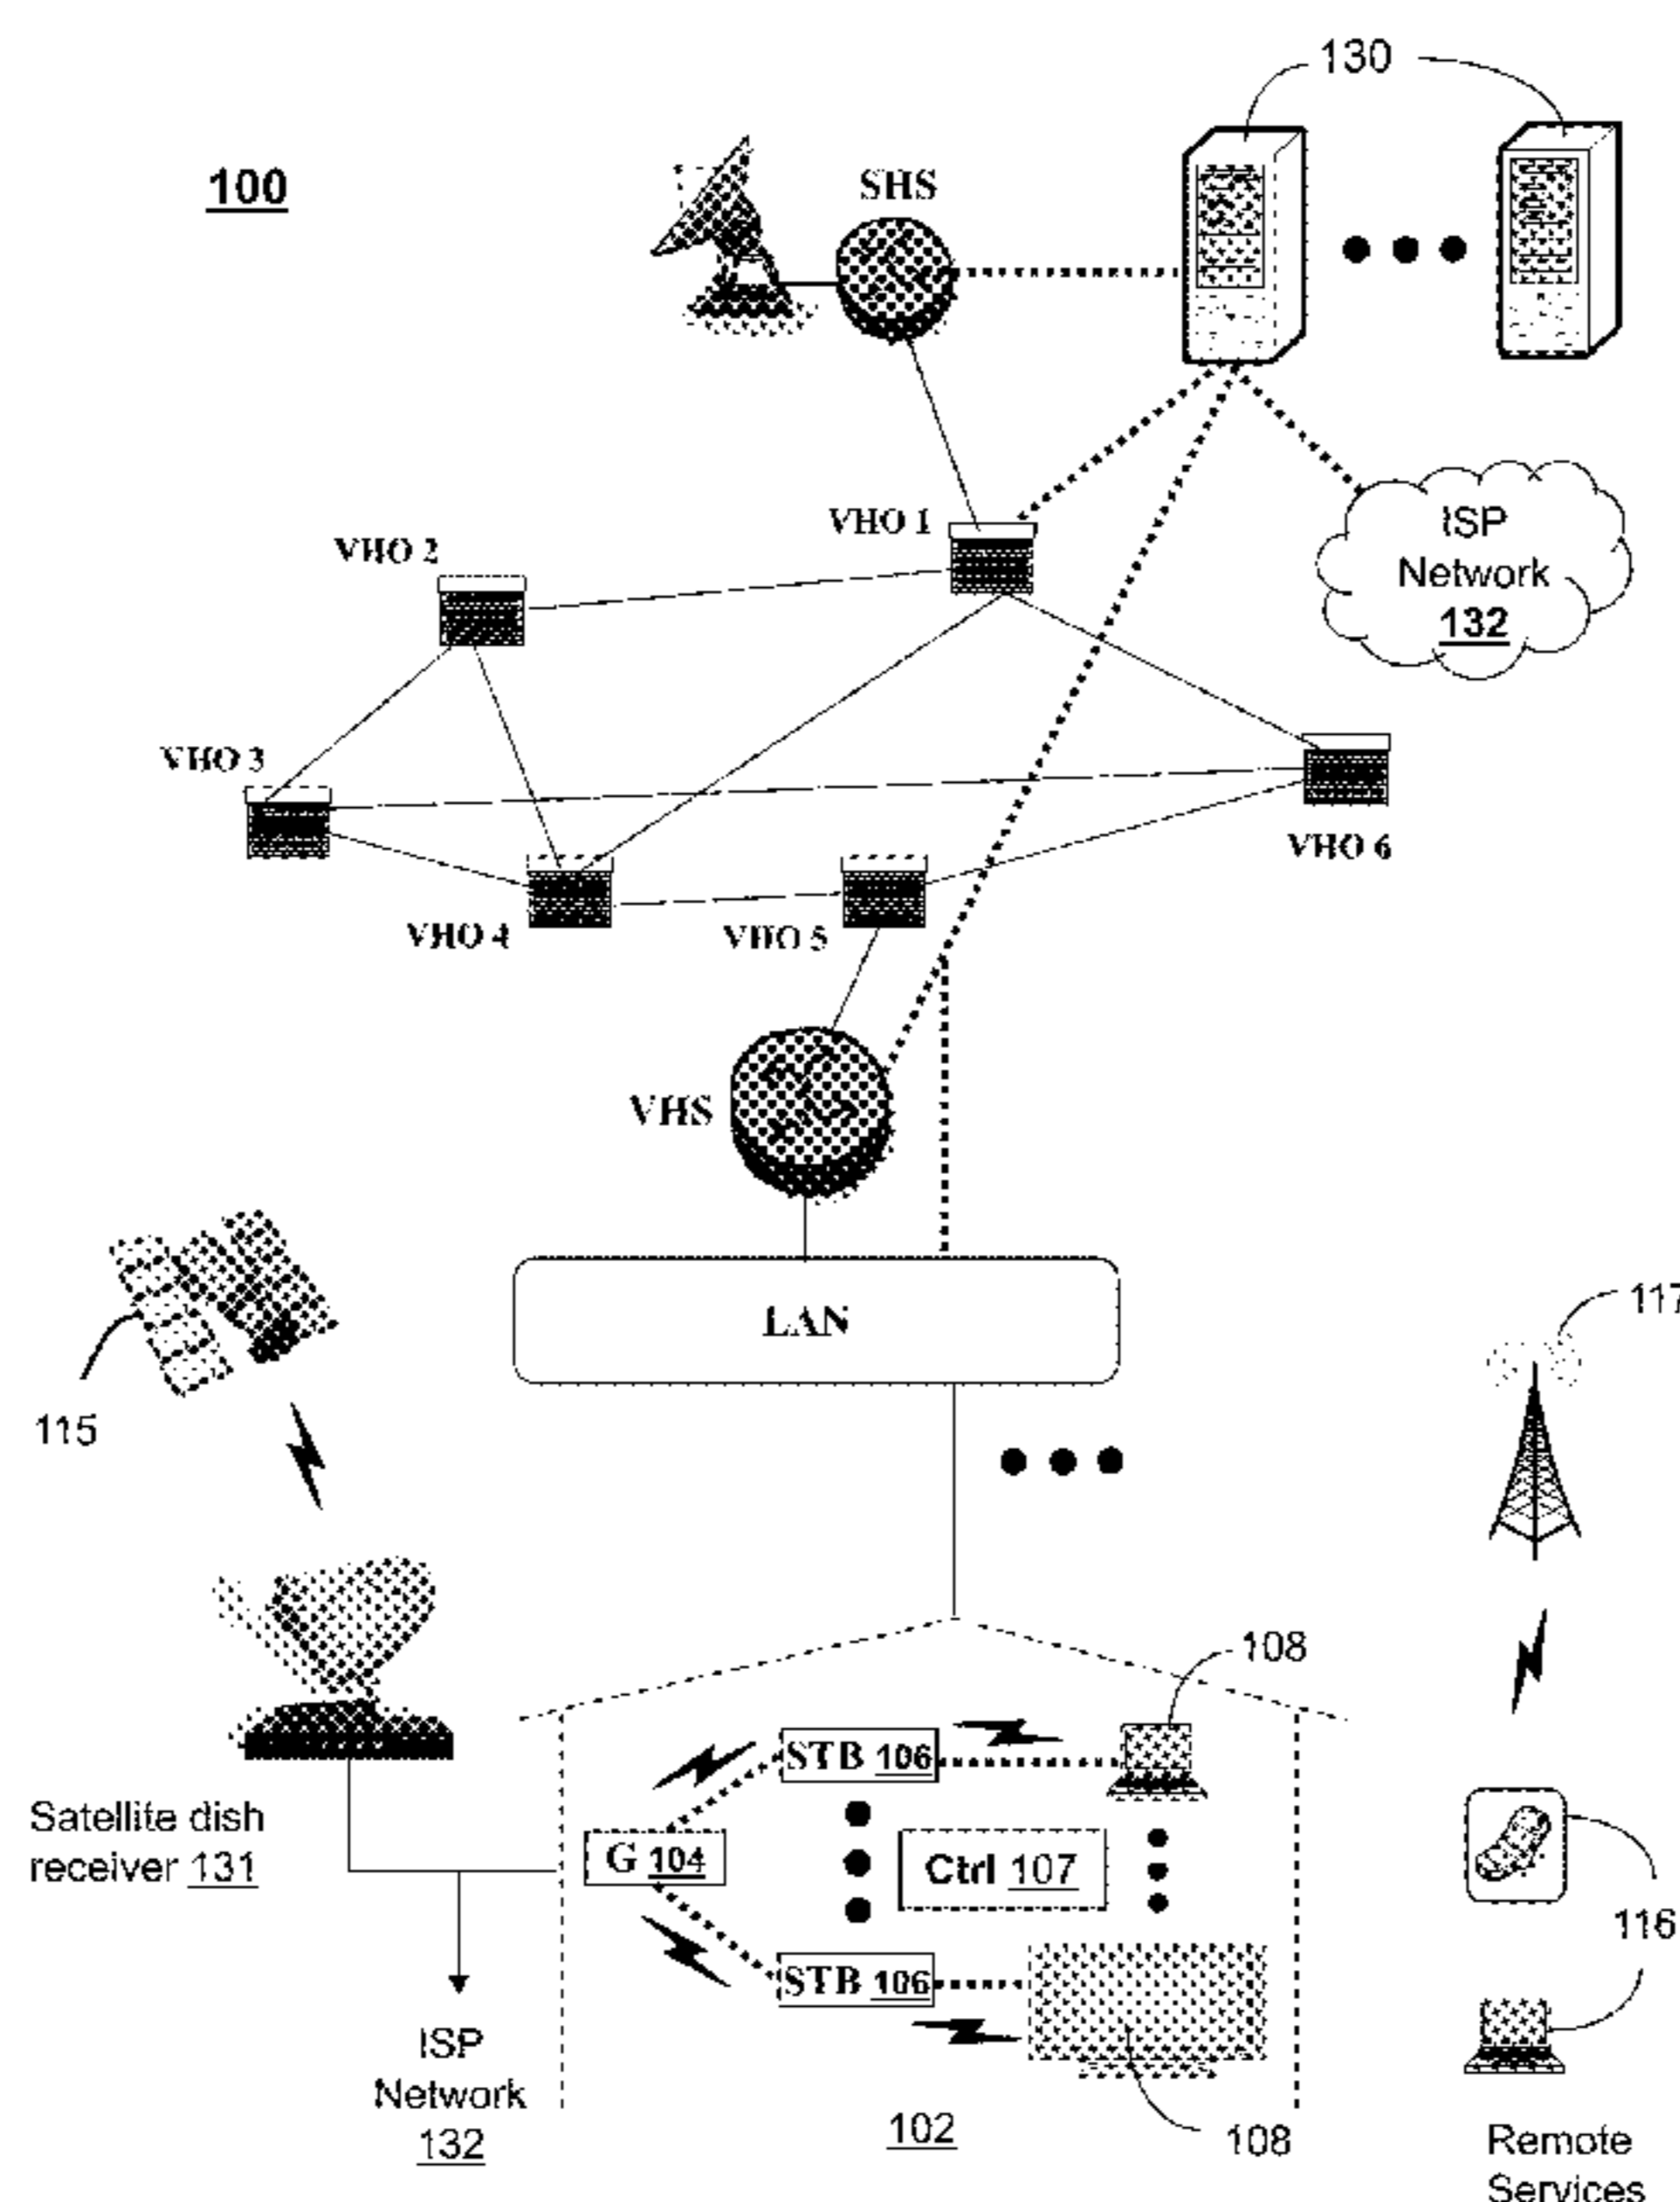 130
100
SHS
VHO 1
ISP
Network
132
VHO 2
VHO 3
VHO 6
VHO 4
VHO 5
VHS
LAN
117
115
108
STB 106
Satellite dish
receiver 131
G 104
Ctrl 107
116
STB 106
ISP
Network
132
102
108
Remote
Services